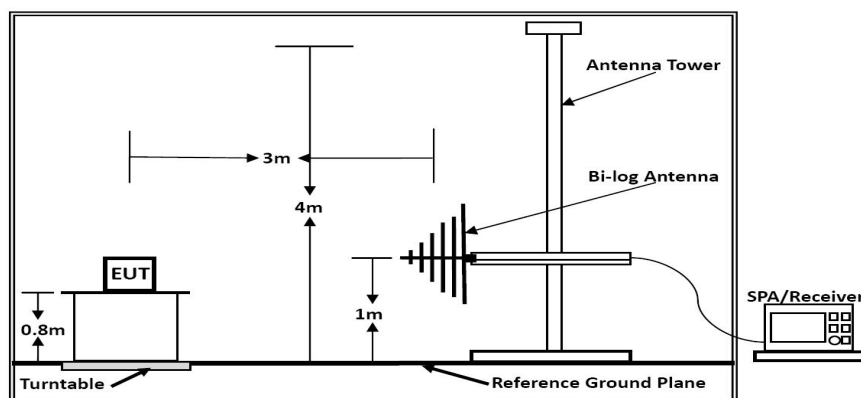 Antenna Tower
3m
Bi-log Antenna
4m
EUT
SPA/Receiver
0.8m
1m
Turntable
Reference Ground Plane